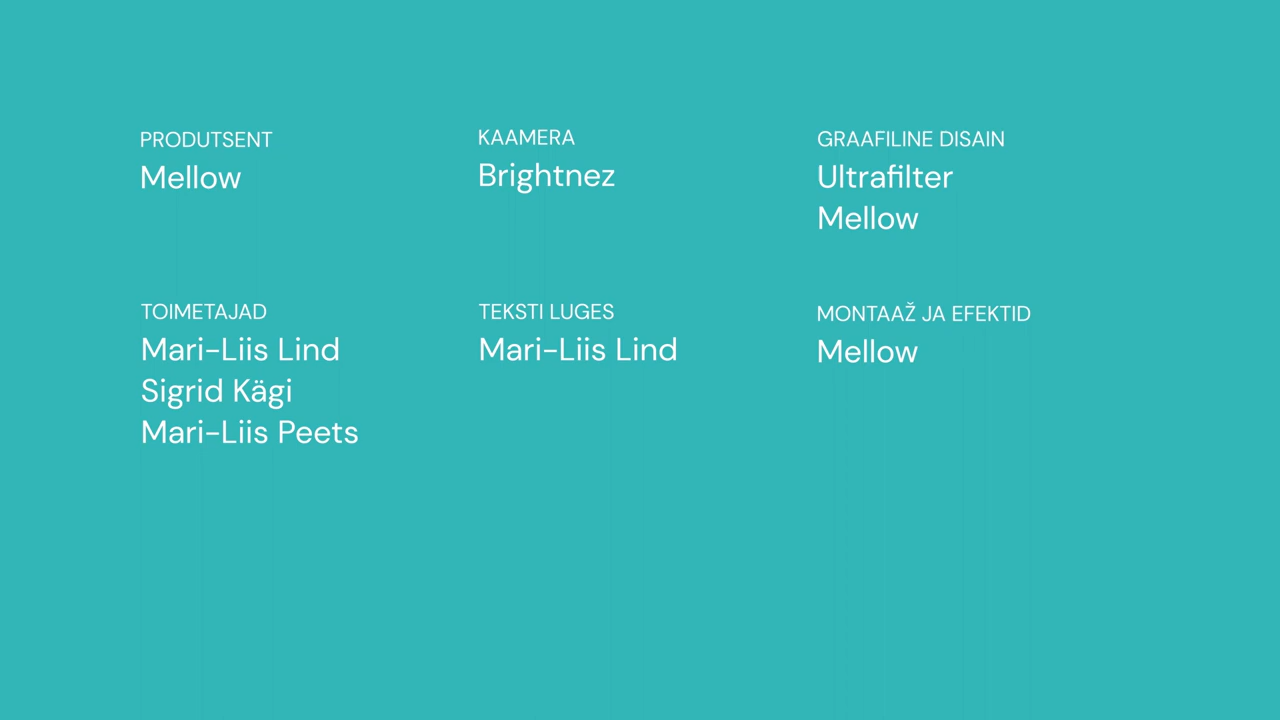 PRODUTSENT
Mellow
KAAMERA
Brightnez
GRAAFILINE DISAIN
Ultrafilter
Mellow
TOIMETAJAD
Mari-Liis Lind
Sigrid Kägi
Mari-Liis Peets
TEKSTI LUGES
Mari-Liis Lind
MONTAAŽ JA EFEKTID
Mellow